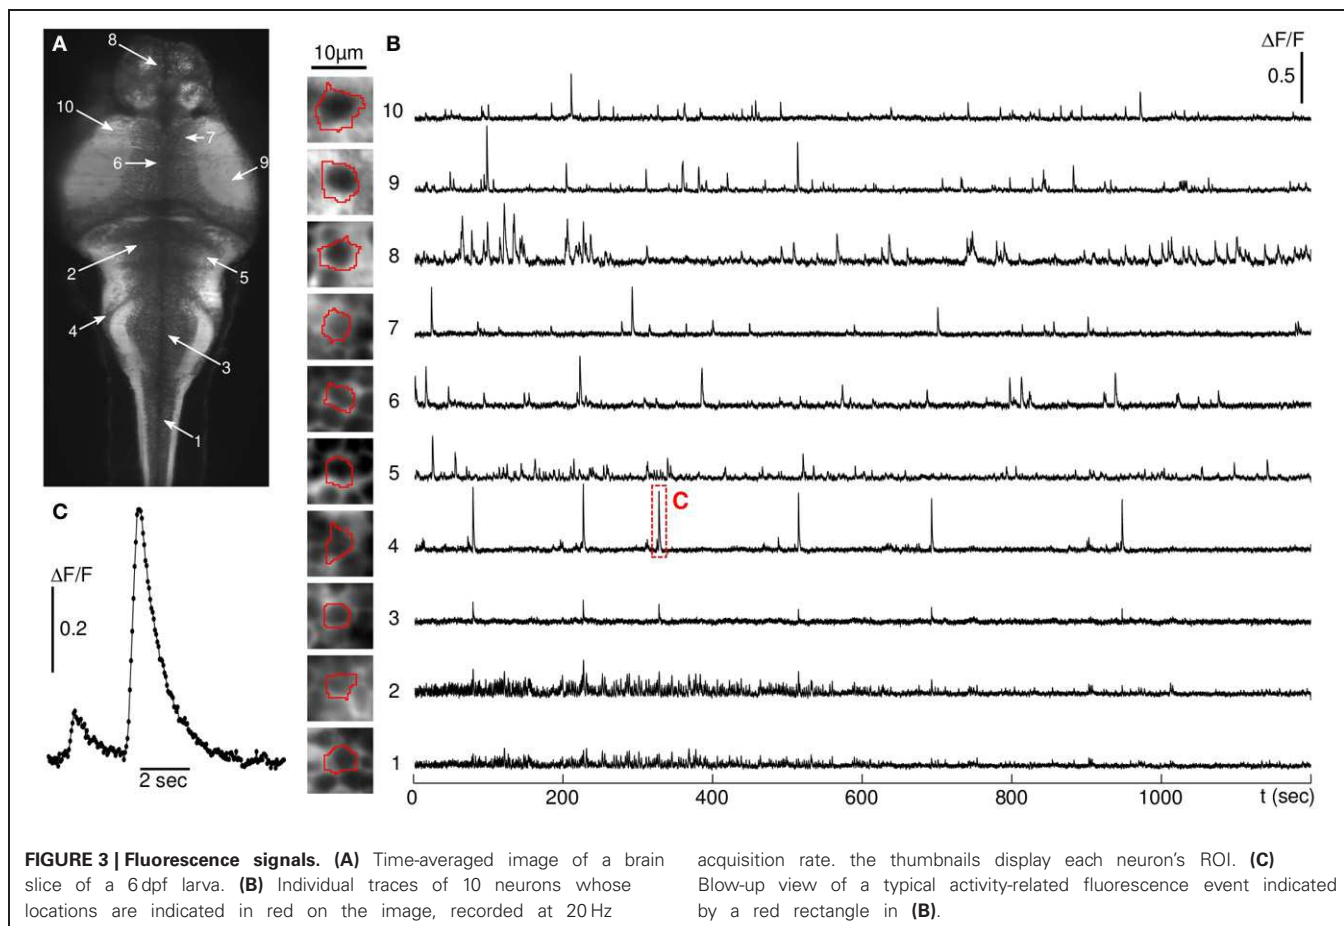 A
8
10
7
6
9
2
5
4
3
1
10µm
B
ΔF/F
0.5
10
9
8
7
6
5
C
4
3
2
1
0
200
400
600
800
1000
t (sec)
C
ΔF/F
0.2
2 sec
FIGURE 3 | Fluorescence signals. (A) Time-averaged image of a brain
slice of a 6 dpf larva. (B) Individual traces of 10 neurons whose
locations are indicated in red on the image, recorded at 20 Hz
acquisition rate. the thumbnails display each neuron's ROI. (C)
Blow-up view of a typical activity-related fluorescence event indicated
by a red rectangle in (B).